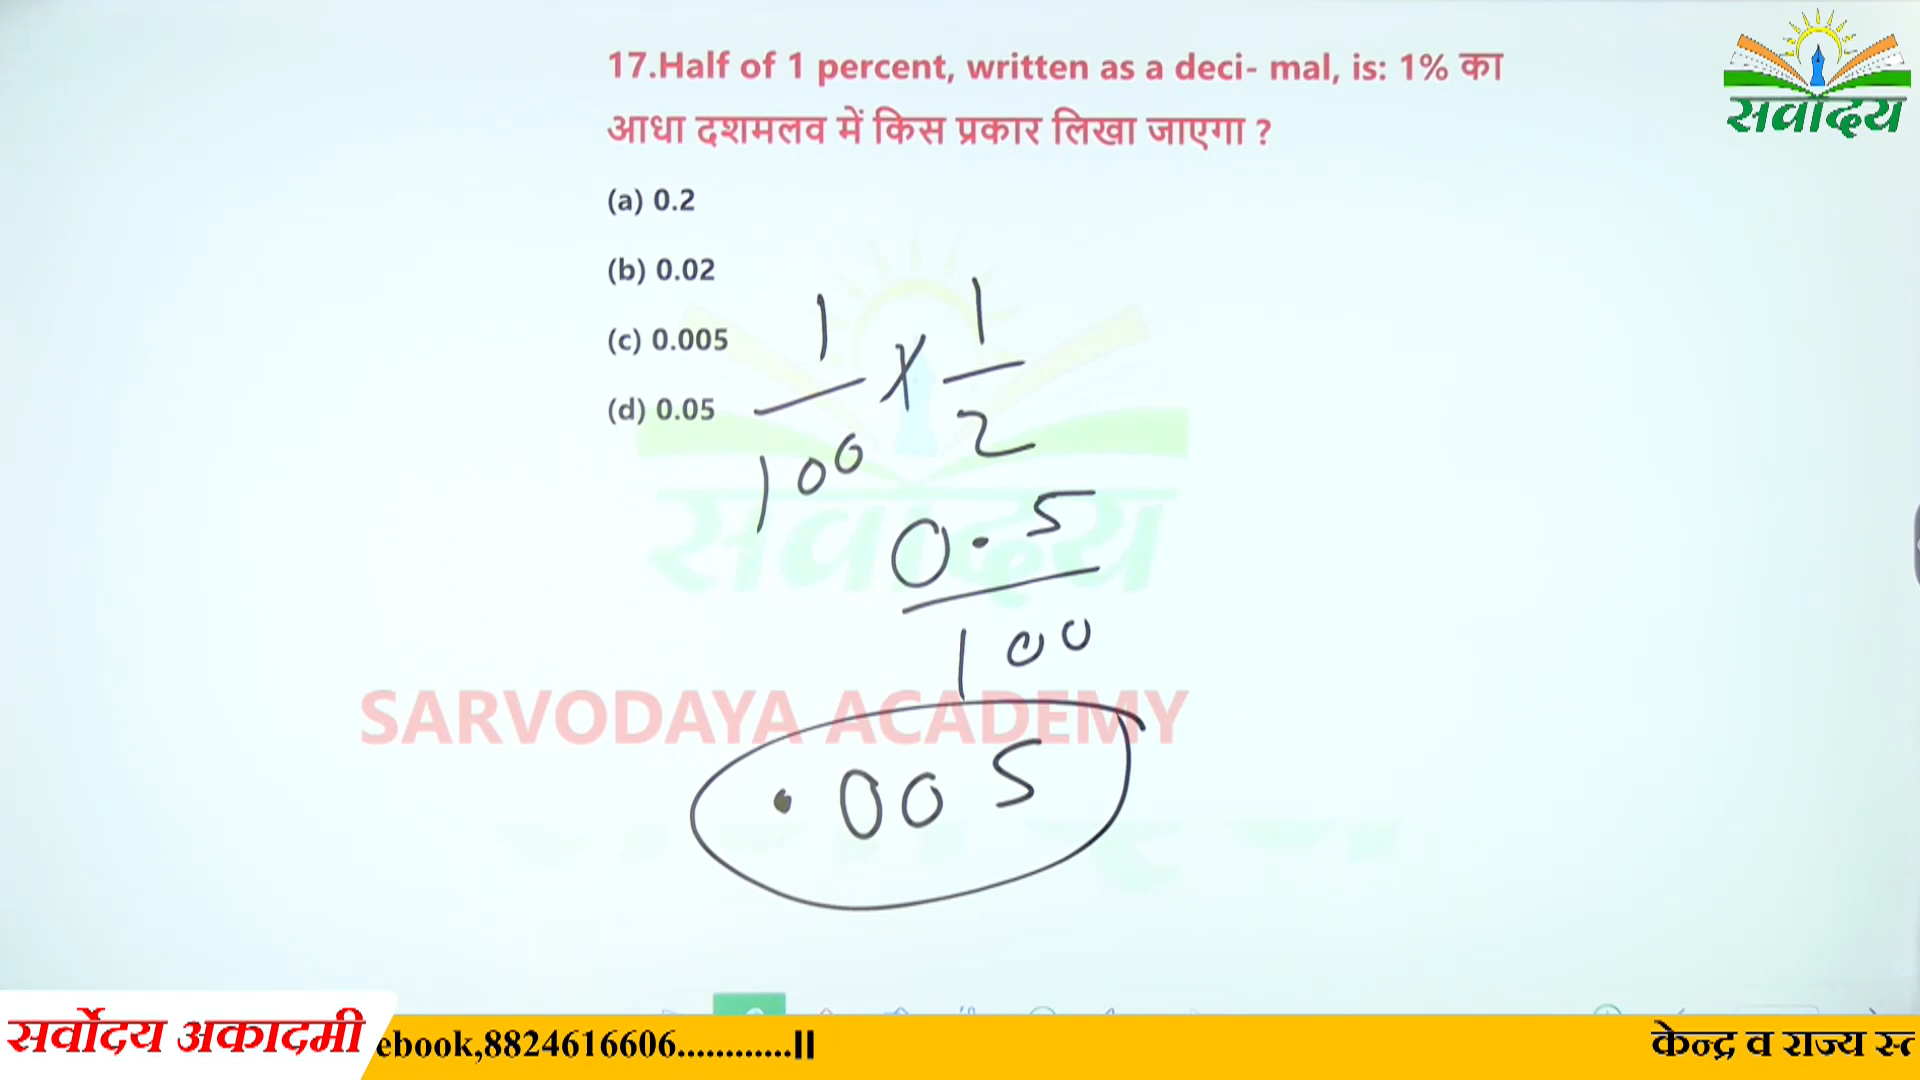 17.Half of 1 percent, written as a deci- mal, is: 1% का
आधा दशमलव में किस प्रकार लिखा जाएगा ?
सर्वोदय
(a) 0.2
(b) 0.02
(c) 0.005
(d) 0.05
1/100 × 1/2
0.5/100
सर्वोदय
SARVODAYA ACADEMY
.005
सर्वोदय अकादमी
ebook,8824616606............॥
केन्द्र व राज्य स्त